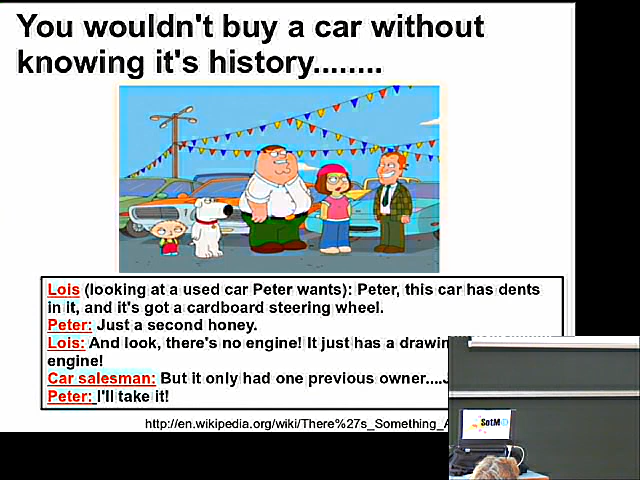 You wouldn't buy a car without
knowing it's history........
Lois (looking at a used car Peter wants): Peter, this car has dents
in it, and it's got a cardboard steering wheel.
Peter: Just a second honey.
Lois: And look, there's no engine! It just has a
engine!
Car salesman: But it only had one previous owner....
Peter: I'll take it!
http://en.wikipedia.org/wiki/There%27s_Something_
SotM